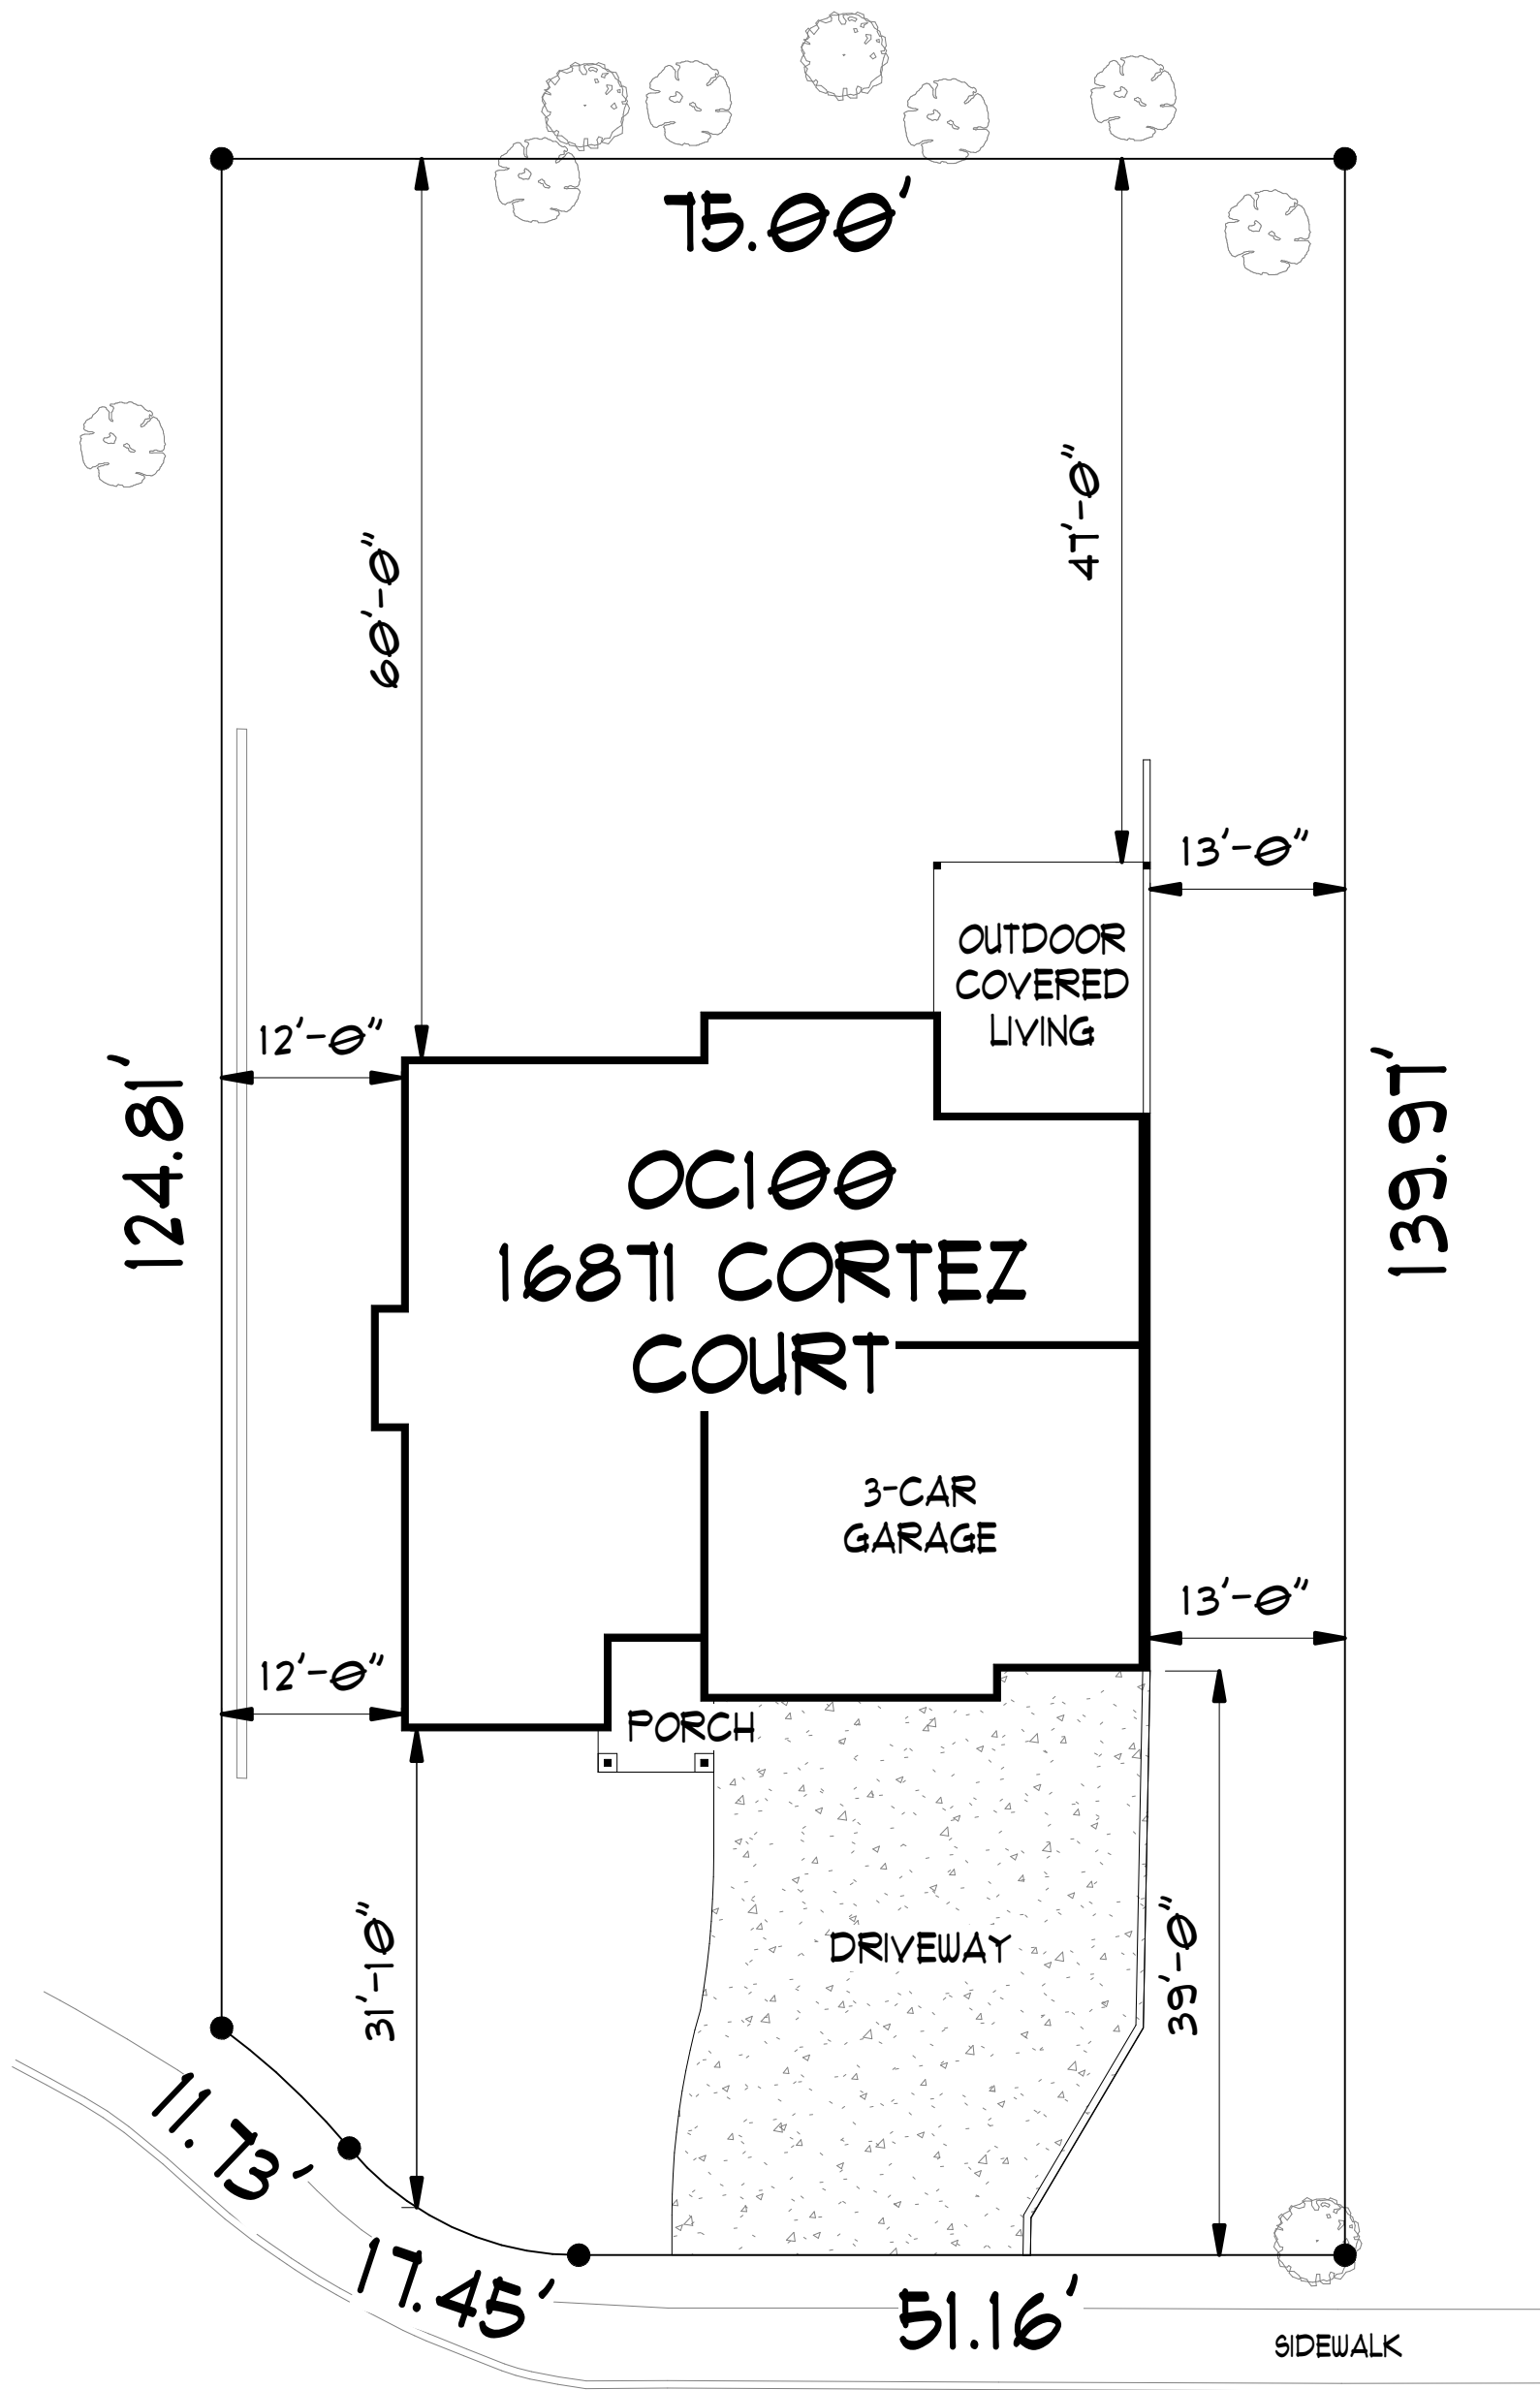 75.00'
47'-0"
60'-0"
13'-0"
OUTDOOR
COVERED
LIVING
12'-0"
124.81'
139.97'
OC100
16871 CORTEZ
COURT
3-CAR
GARAGE
13'-0"
12'-0"
PORCH
DRIVEWAY
31'-10"
39'-0"
11.73'
17.45'
51.16'
SIDEWALK